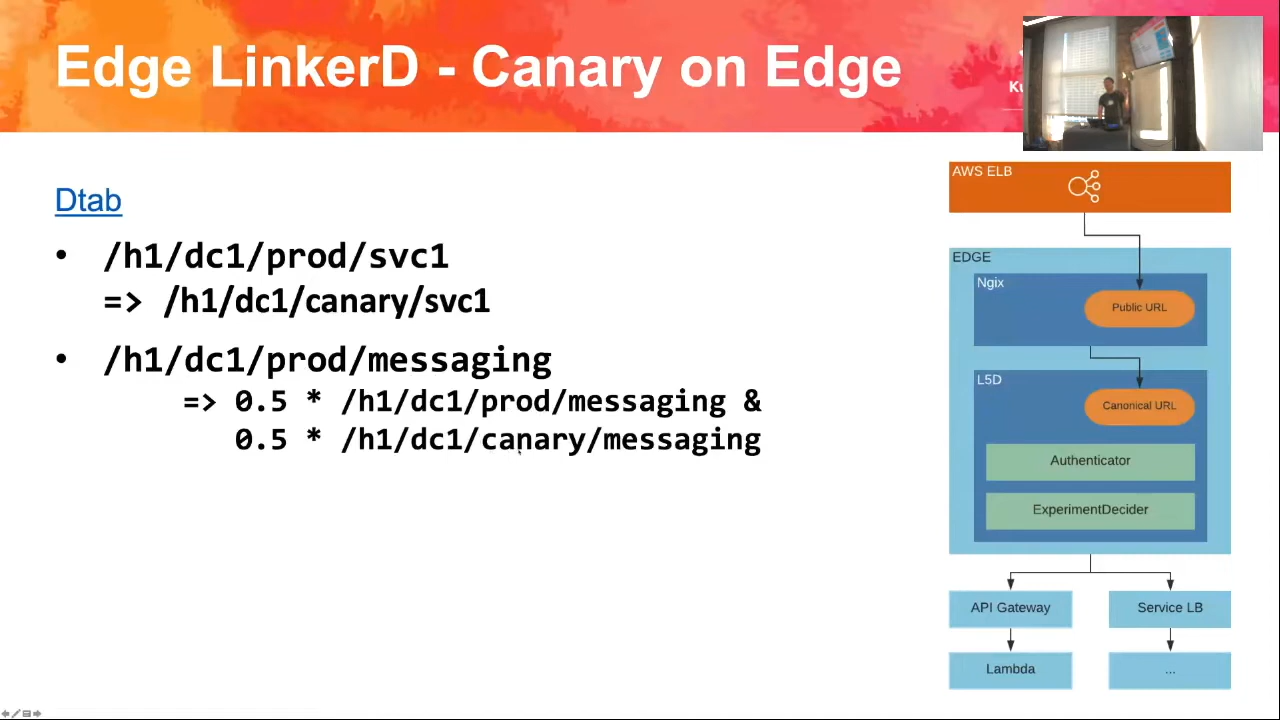 Edge LinkerD - Canary on Edge
Ku
Dtab
• /h1/dc1/prod/svc1
=> /h1/dc1/canary/svc1
• /h1/dc1/prod/messaging
=> 0.5 * /h1/dc1/prod/messaging &
0.5 * /h1/dc1/canary/messaging
AWS ELB
EDGE
Ngix
Public URL
L5D
Canonical URL
Authenticator
ExperimentDecider
API Gateway
Service LB
Lambda
...